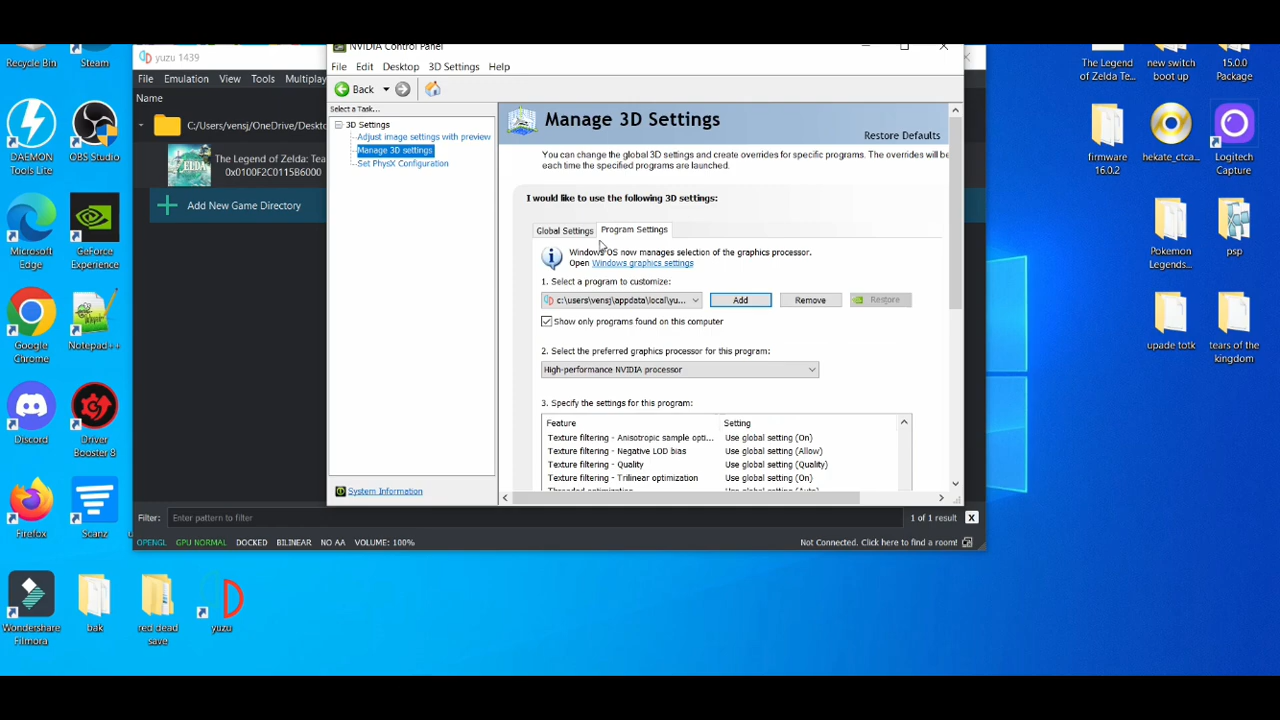 Recycle Bin
Steam
DAEMON
Tools Lite
OBS Studio
Microsoft
Edge
GeForce
Experience
Google
Chrome
Notepad++
Discord
Driver
Booster 8
Firefox
Scanz
Wondershare
Filmora
bak
red dead
save
yuzu
yuzu 1439
File Emulation View Tools Multiplay
Name
C:/Users/vensj/OneDrive/Deskto
The Legend of Zelda: Tea
0x0100F2C0115B6000
Add New Game Directory
Filter: Enter pattern to filter
1 of 1 result X
OPENGL GPU NORMAL DOCKED BILINEAR NO AA VOLUME: 100%
Not Connected. Click here to find a room!
NVIDIA Control Panel
File Edit Desktop 3D Settings Help
Back
Select a Task...
3D Settings
Adjust image settings with preview
Manage 3D settings
Set PhysX Configuration
System Information
Manage 3D Settings
Restore Defaults
You can change the global 3D settings and create overrides for specific programs. The overrides will be
each time the specified programs are launched.
I would like to use the following 3D settings:
Global Settings Program Settings
Windows OS now manages selection of the graphics processor.
Open Windows graphics settings
1. Select a program to customize:
c:\users\vensj\appdata\local\yu... Add Remove Restore
Show only programs found on this computer
2. Select the preferred graphics processor for this program:
High-performance NVIDIA processor
3. Specify the settings for this program:
Feature Setting
Texture filtering - Anisotropic sample opti... Use global setting (On)
Texture filtering - Negative LOD bias Use global setting (Allow)
Texture filtering - Quality Use global setting (Quality)
Texture filtering - Trilinear optimization Use global setting (On)
Threaded optimization Use global setting (Auto)
The Legend
of Zelda Te...
new switch
boot up
15.0.0
Package
firmware
16.0.2
hekate_ctca...
Logitech
Capture
Pokemon
Legends...
psp
upade totk
tears of the
kingdom